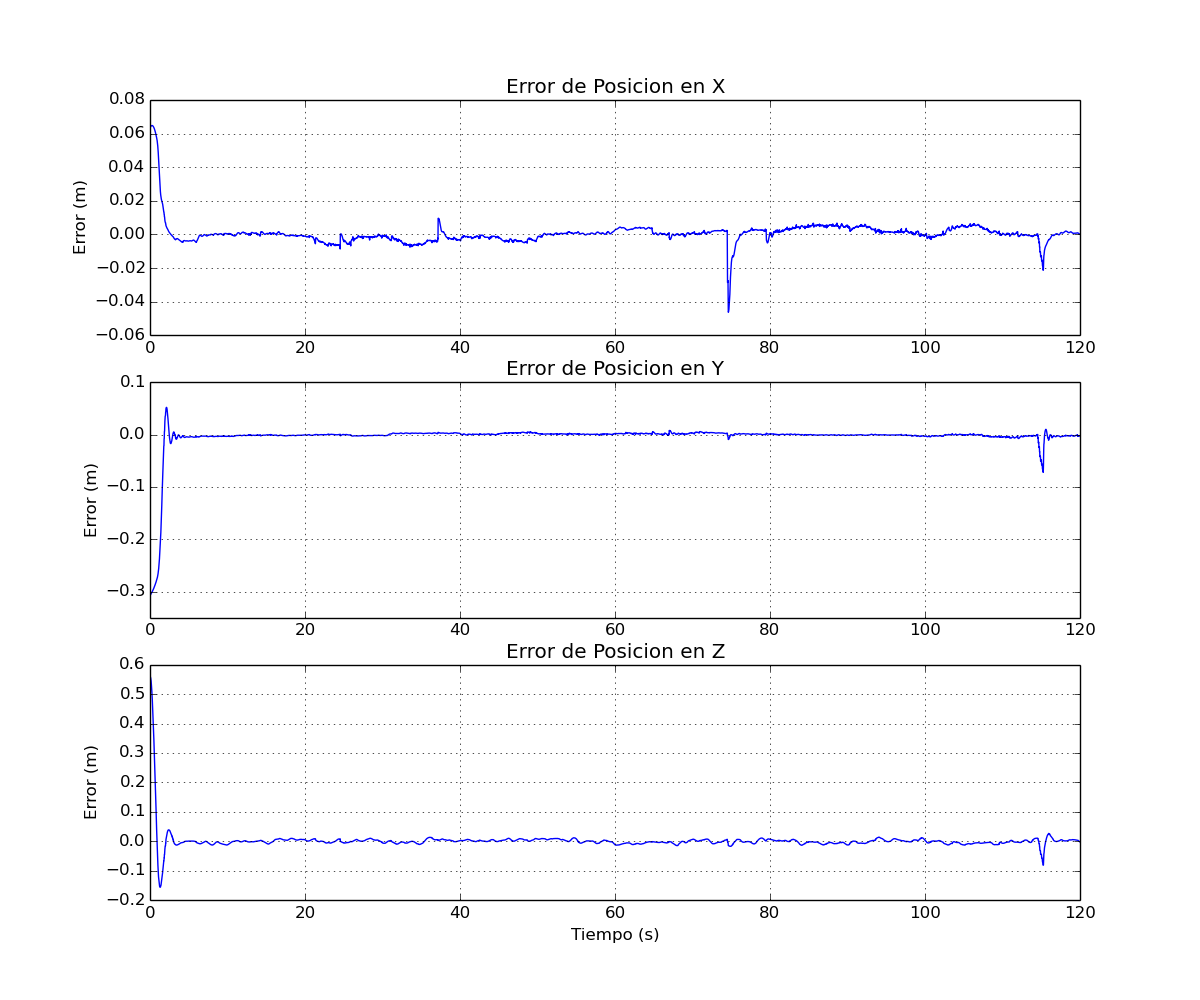 Error de Posicion en X
0.08
0.06
0.04
0.02
0.00
−0.02
−0.04
−0.06
Error (m)
0 20 40 60 80 100 120
Error de Posicion en Y
0.1
0.0
−0.1
−0.2
−0.3
Error (m)
0 20 40 60 80 100 120
Error de Posicion en Z
0.6
0.5
0.4
0.3
0.2
0.1
0.0
−0.1
−0.2
Error (m)
0 20 40 60 80 100 120
Tiempo (s)